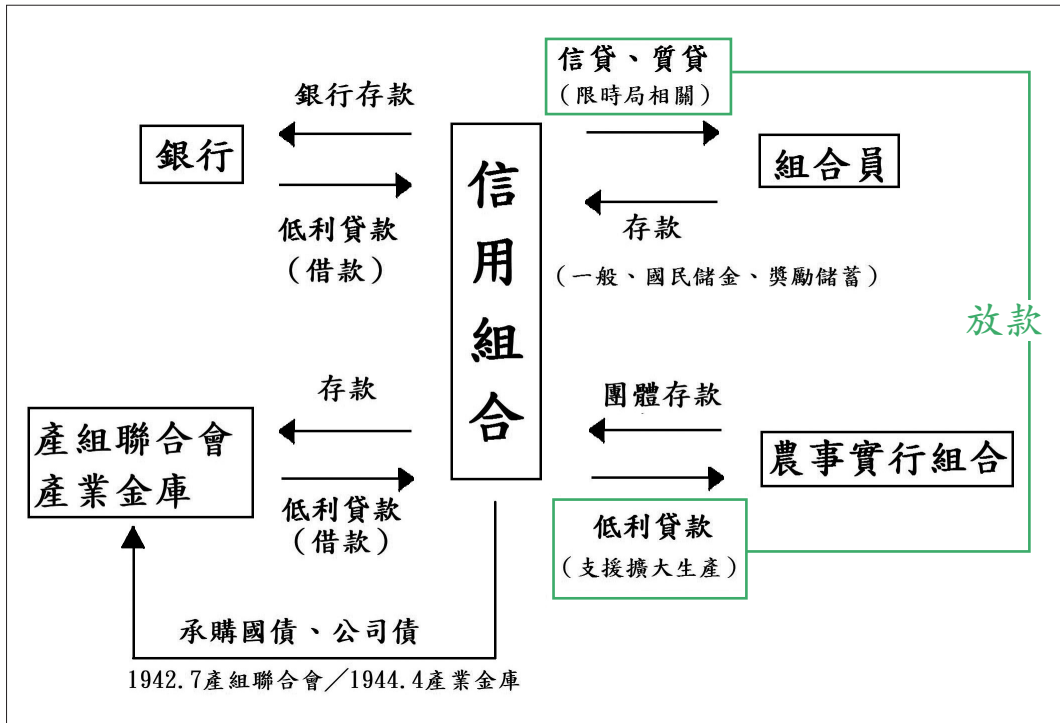 信貸、質貸
（限時局相關）
銀行存款
銀行
低利貸款
（借款）
信用組合
組合員
存款
（一般、國民儲金、獎勵儲蓄）
放款
存款
產組聯合會
產業金庫
低利貸款
（借款）
團體存款
農事實行組合
低利貸款
（支援擴大生產）
承購國債、公司債
1942.7產組聯合會／1944.4產業金庫